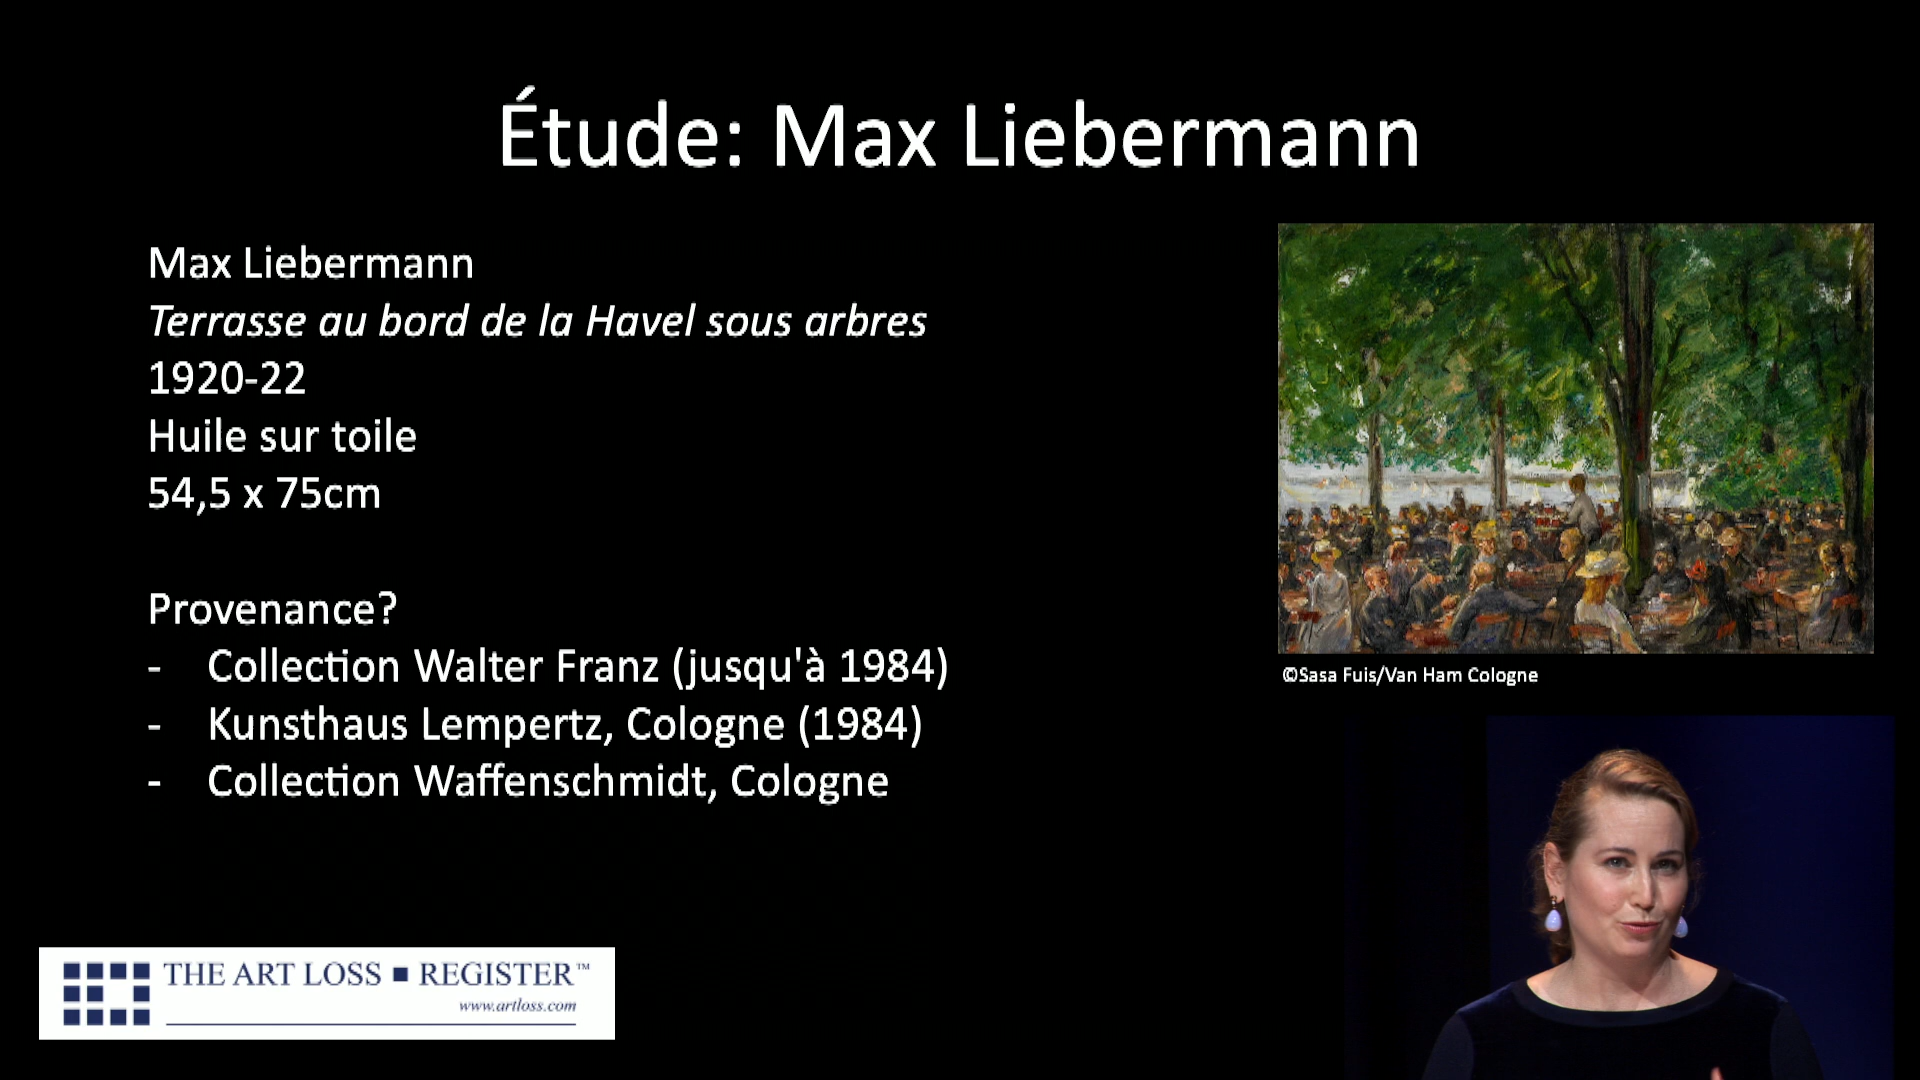 Étude: Max Liebermann
Max Liebermann
Terrasse au bord de la Havel sous arbres
1920-22
Huile sur toile
54,5 x 75cm
Provenance?
- Collection Walter Franz (jusqu'à 1984)
- Kunsthaus Lempertz, Cologne (1984)
- Collection Waffenschmidt, Cologne
©Sasa Fuis/Van Ham Cologne
THE ART LOSS ■ REGISTER™
www.artloss.com